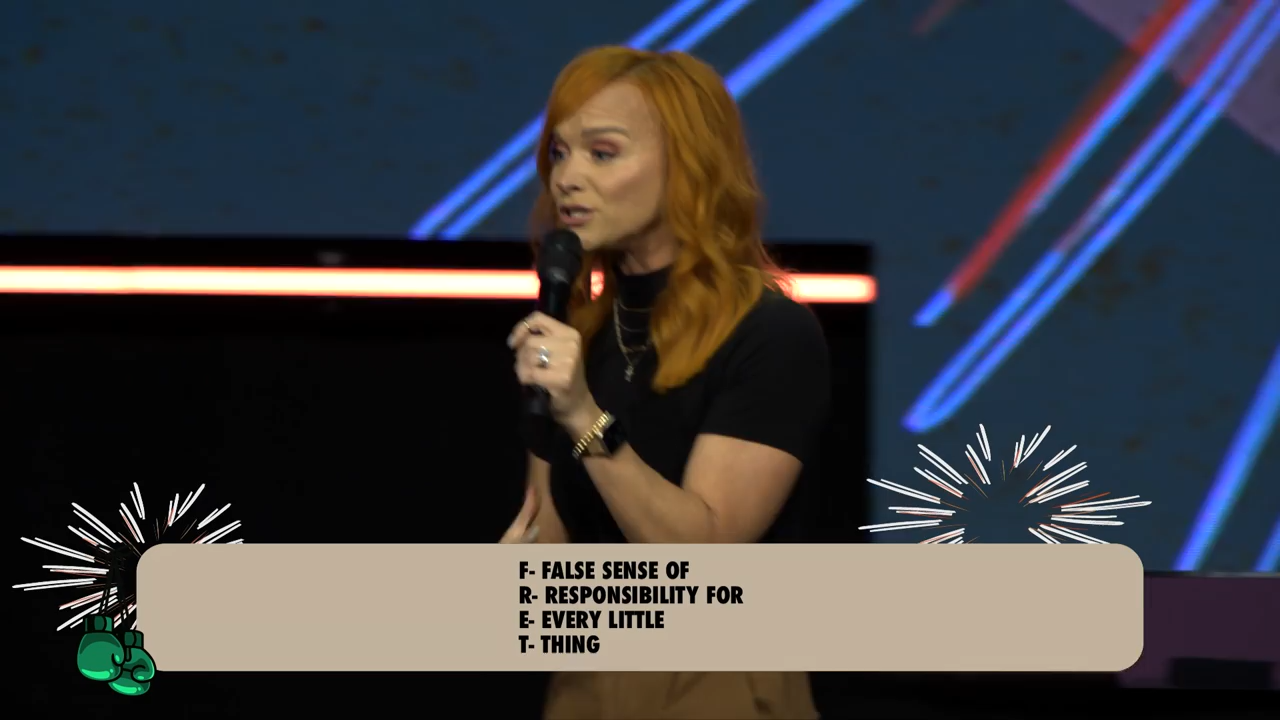 F- FALSE SENSE OF
R- RESPONSIBILITY FOR
E- EVERY LITTLE
T- THING